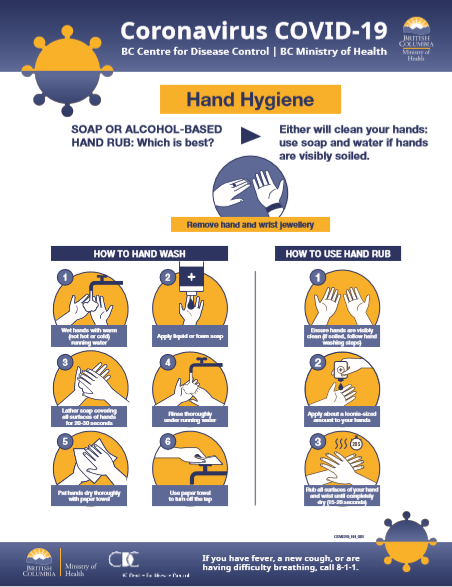 Coronavirus COVID-19
BC Centre for Disease Control | BC Ministry of Health
BRITISH
COLUMBIA
Ministry of
Health
Hand Hygiene
SOAP OR ALCOHOL-BASED
HAND RUB: Which is best?
Either will clean your hands:
use soap and water if hands
are visibly soiled.
Remove hand and wrist jewellery
HOW TO HAND WASH
1
Wet hands with warm
(not hot or cold)
running water
2
Apply liquid or foam soap
3
Lather soap covering
all surfaces of hands
for 20-30 seconds
4
Rinse thoroughly
under running water
5
Pat hands dry thoroughly
with paper towel
6
Use paper towel
to turn off the tap
HOW TO USE HAND RUB
1
Ensure hands are visibly
clean (if soiled, follow hand
washing steps)
2
Apply about a loonie-sized
amount to your hands
3
20 S
Rub all surfaces of your hand
and wrist until completely
dry (15-20 seconds)
BRITISH
COLUMBIA
Ministry of
Health
BC Centre for Disease Control
If you have fever, a new cough, or are
having difficulty breathing, call 8-1-1.